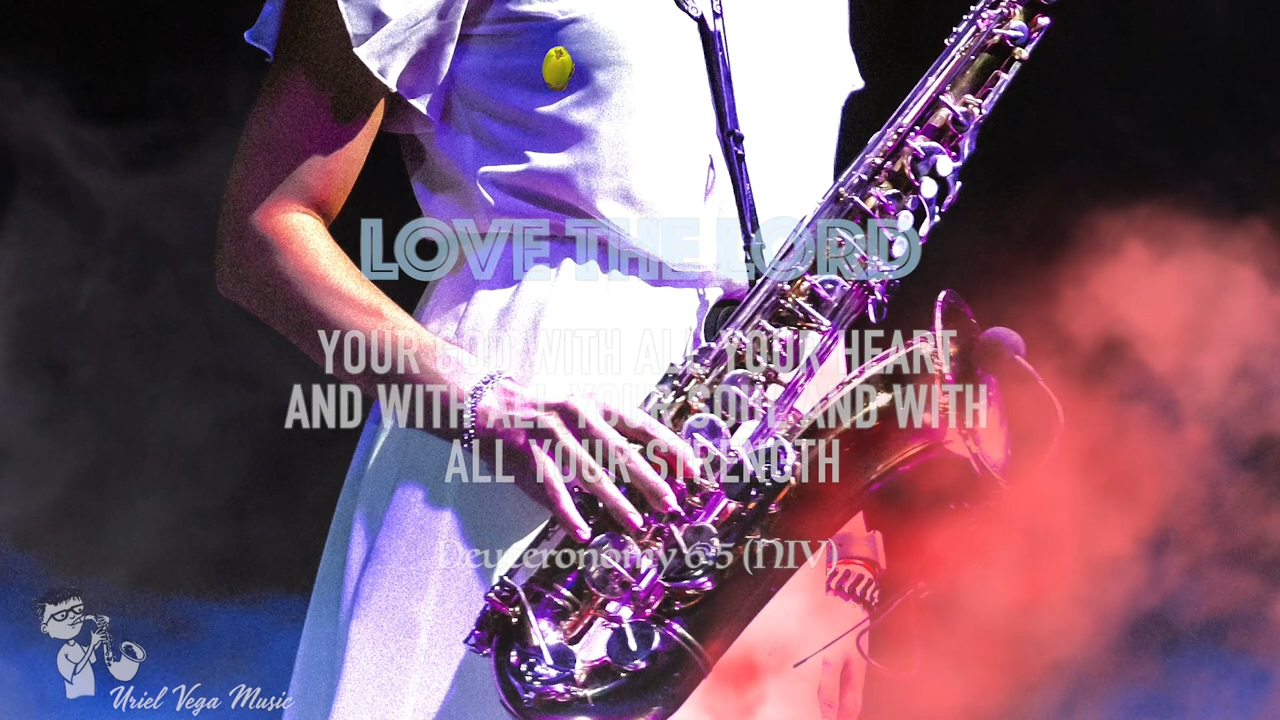 LOVE THE LORD
YOUR GOD WITH ALL YOUR HEART
AND WITH ALL YOUR SOUL AND WITH
ALL YOUR STRENGTH
Deuteronomy 6:5 (NIV)
Uriel Vega Music